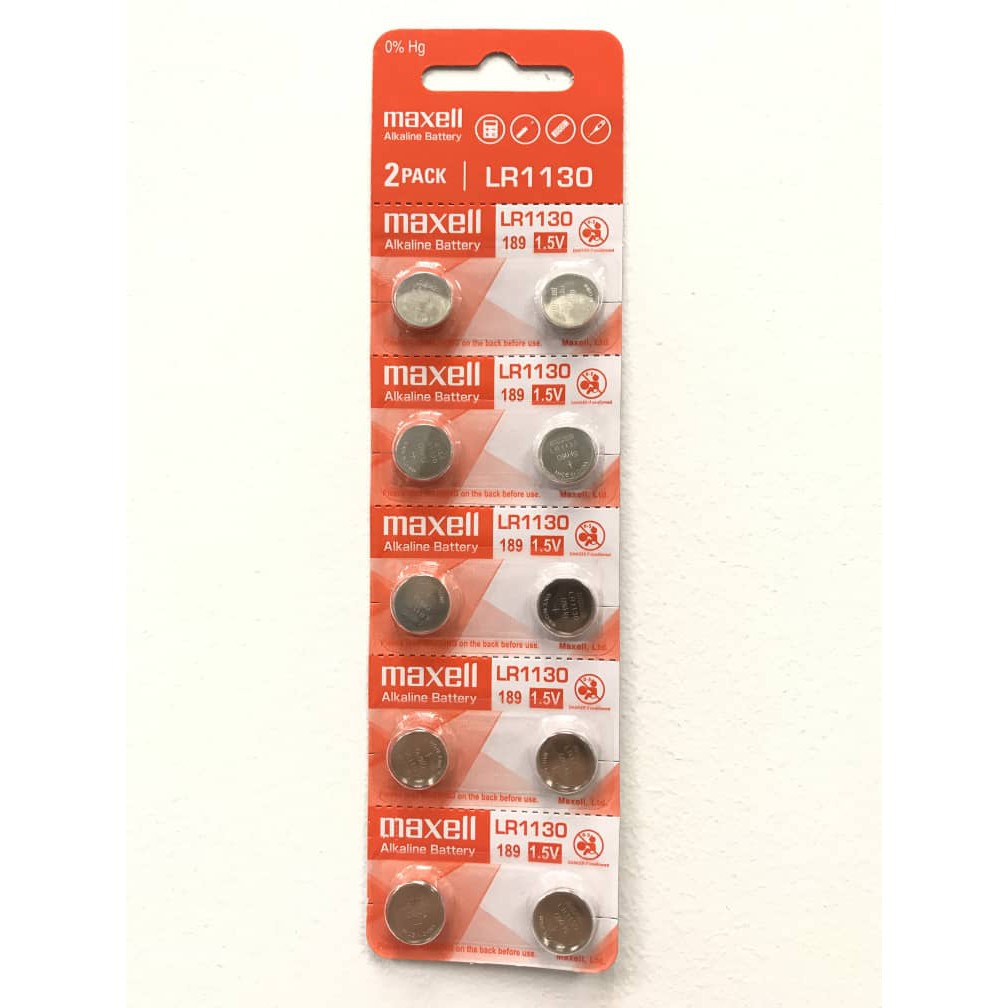 0% Hg
maxell
Alkaline Battery
2PACK | LR1130
maxell LR1130
Alkaline Battery 189 1.5V
on the back before use. Maxell, Ltd.
maxell LR1130
Alkaline Battery 189 1.5V
on the back before use. Maxell, Ltd.
maxell LR1130
Alkaline Battery 189 1.5V
LR1130
on the back before use. Maxell, Ltd.
maxell LR1130
Alkaline Battery 189 1.5V
on the back before use. Maxell, Ltd.
maxell LR1130
Alkaline Battery 189 1.5V
on the back before use. Maxell, Ltd.